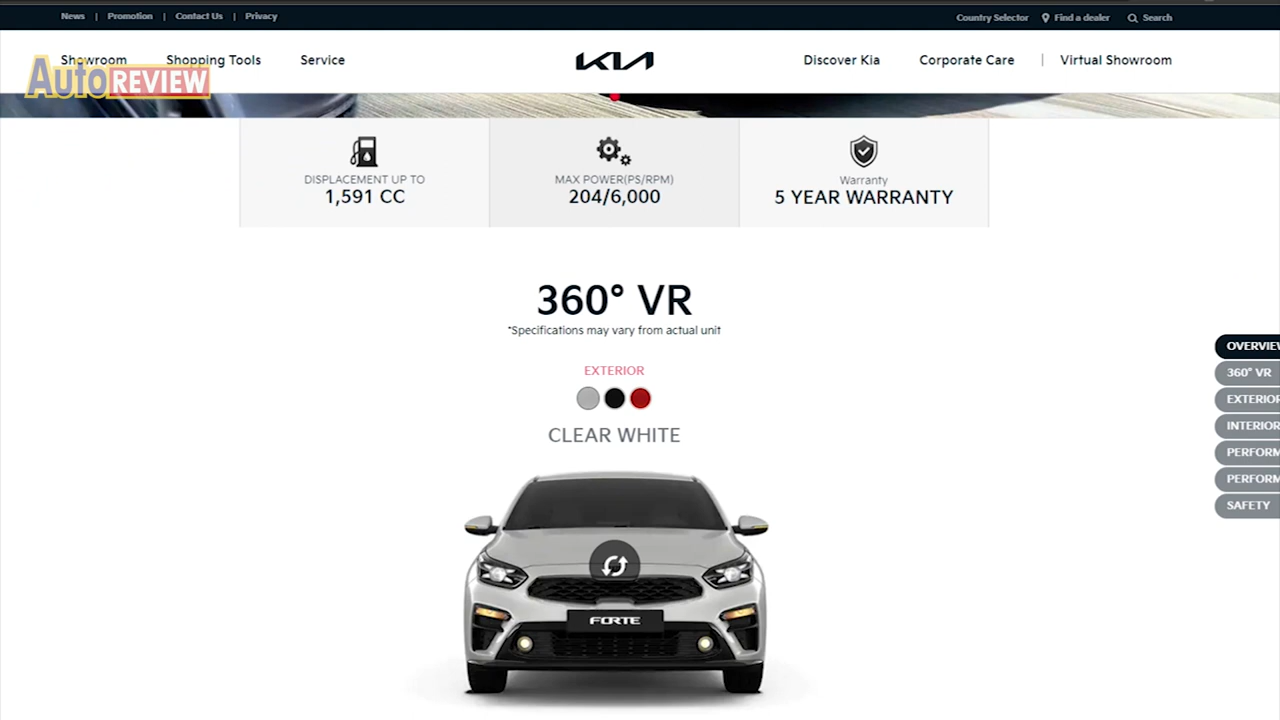 News | Promotion | Contact Us | Privacy
Country Selector Find a dealer Search
Showroom Shopping Tools Service
KIA
Discover Kia Corporate Care | Virtual Showroom
AutoREVIEW
DISPLACEMENT UP TO
1,591 CC
MAX POWER(PS/RPM)
204/6,000
Warranty
5 YEAR WARRANTY
360° VR
*Specifications may vary from actual unit
EXTERIOR
CLEAR WHITE
FORTE
OVERVIEW
360° VR
EXTERIOR
INTERIOR
PERFORM
PERFORM
SAFETY